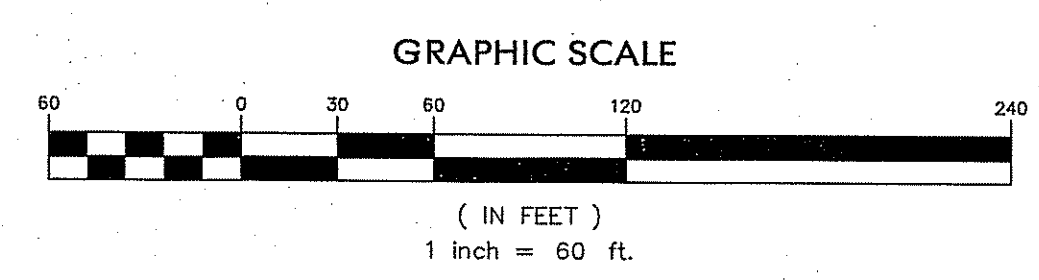 GRAPHIC SCALE
60 0 30 60 120 240
( IN FEET )
1 inch = 60 ft.